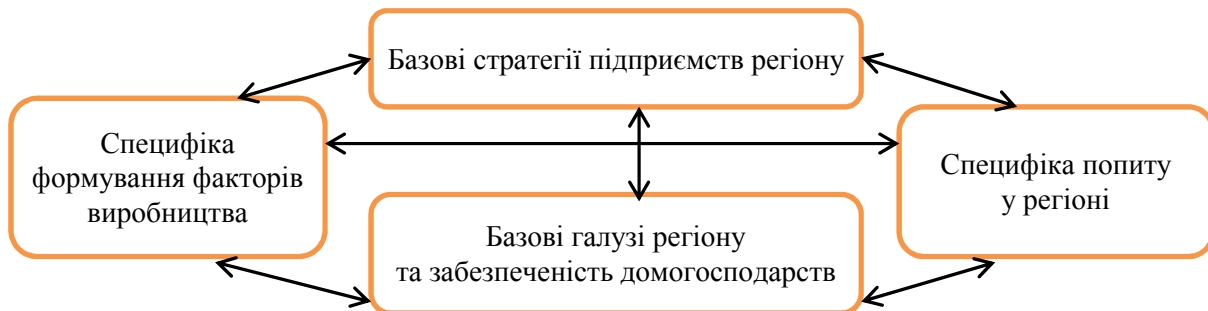 Базові стратегії підприємств регіону
Специфіка
формування факторів
виробництва
Специфіка попиту
у регіоні
Базові галузі регіону
та забезпеченість домогосподарств